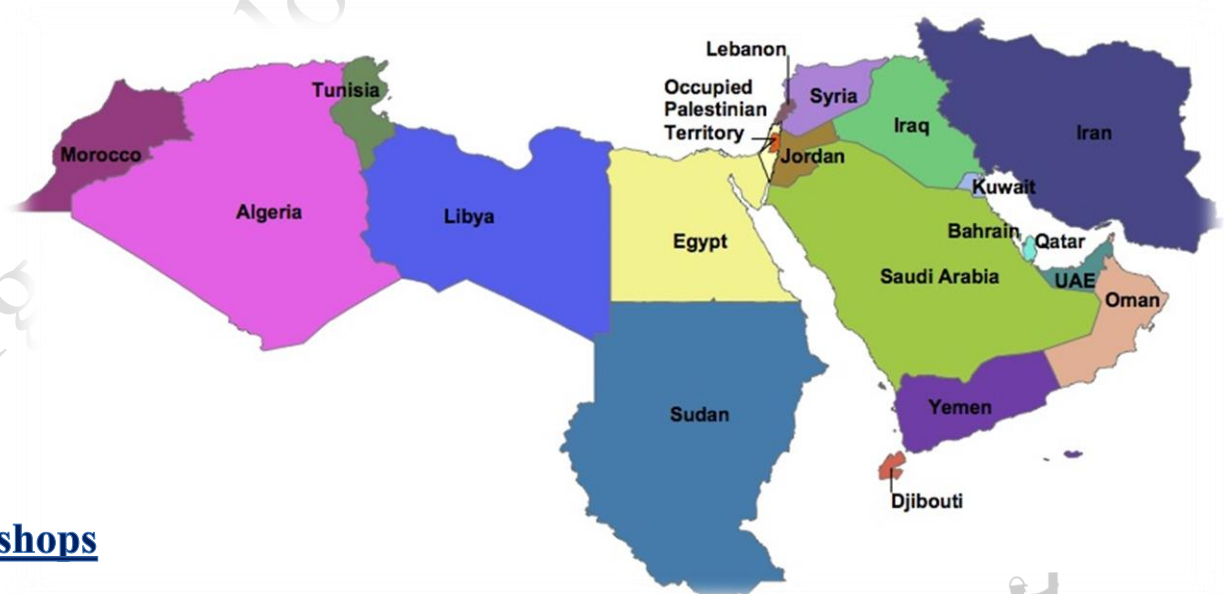 Lebanon
Occupied
Palestinian
Territory
Syria
Tunisia
Iraq
Iran
Morocco
Jordan
Kuwait
Algeria
Libya
Egypt
Bahrain
Qatar
Saudi Arabia
UAE
Oman
Sudan
Yemen
Djibouti
shops